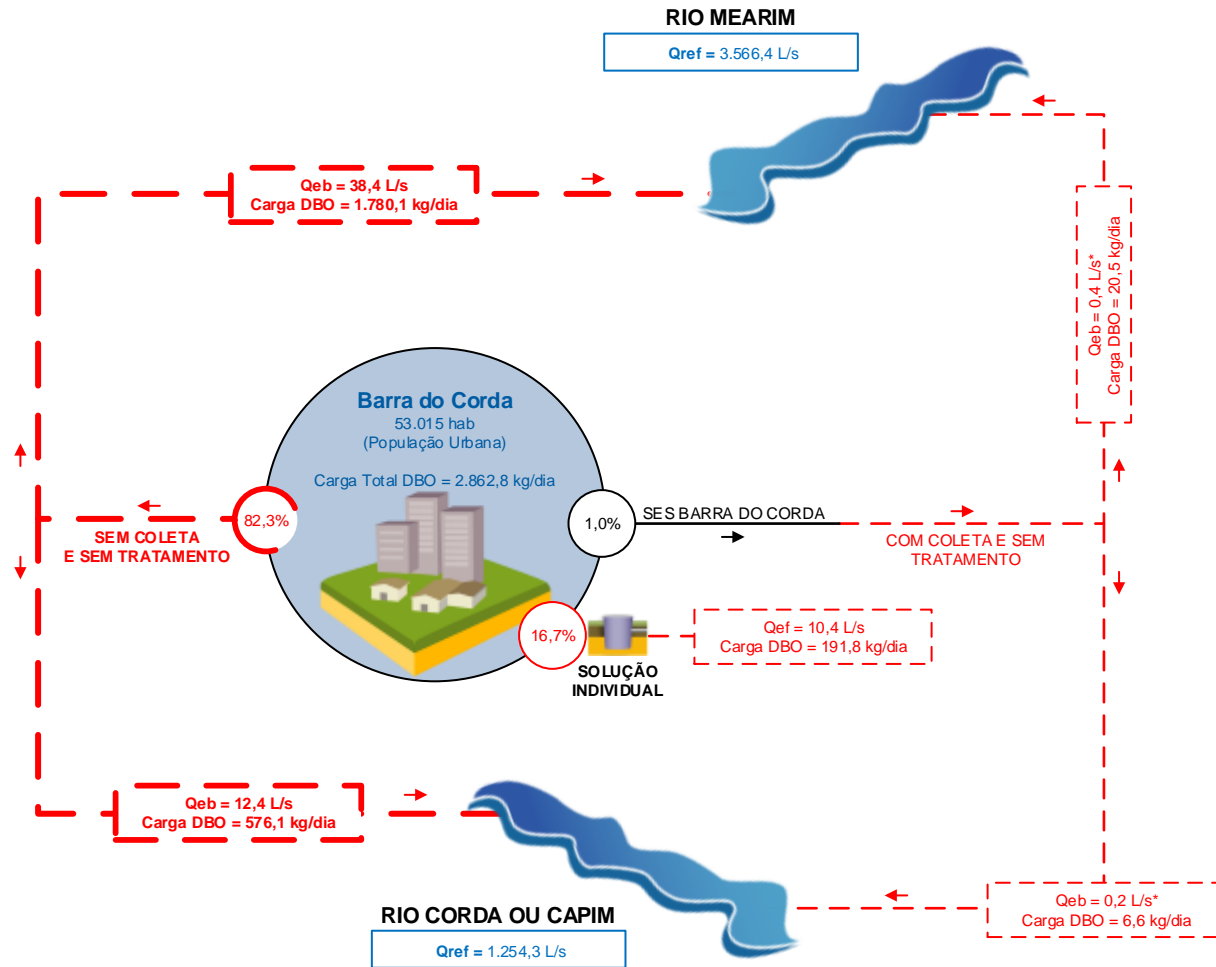 RIO MEARIM
Qref = 3.566,4 L/s
Qeb = 38,4 L/s
Carga DBO = 1.780,1 kg/dia
Qeb = 0,4 L/s*
Carga DBO = 20,5 kg/dia
Barra do Corda
53.015 hab
(População Urbana)
Carga Total DBO = 2.862,8 kg/dia
82,3%
SEM COLETA
E SEM TRATAMENTO
1,0%
SES BARRA DO CORDA
COM COLETA E SEM
TRATAMENTO
16,7%
SOLUÇÃO
INDIVIDUAL
Qef = 10,4 L/s
Carga DBO = 191,8 kg/dia
Qeb = 12,4 L/s
Carga DBO = 576,1 kg/dia
RIO CORDA OU CAPIM
Qref = 1.254,3 L/s
Qeb = 0,2 L/s*
Carga DBO = 6,6 kg/dia